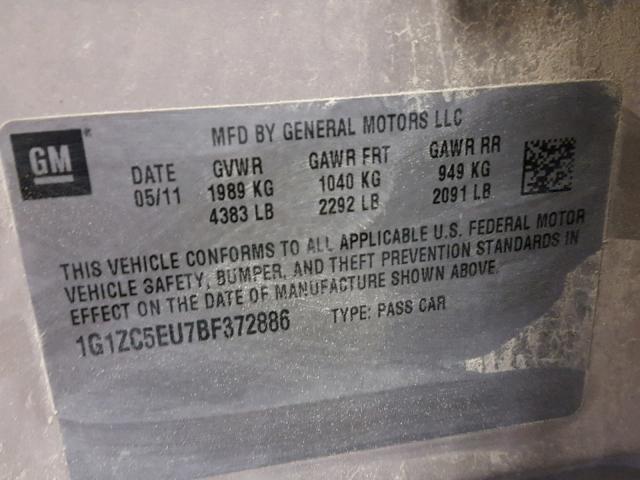 GM
MFD BY GENERAL MOTORS LLC
DATE GVWR GAWR FRT GAWR RR
05/11 1989 KG 1040 KG 949 KG
4383 LB 2292 LB 2091 LB
THIS VEHICLE CONFORMS TO ALL APPLICABLE U.S. FEDERAL MOTOR
VEHICLE SAFETY, BUMPER, AND THEFT PREVENTION STANDARDS IN
EFFECT ON THE DATE OF MANUFACTURE SHOWN ABOVE.
1G1ZC5EU7BF372886 TYPE: PASS CAR